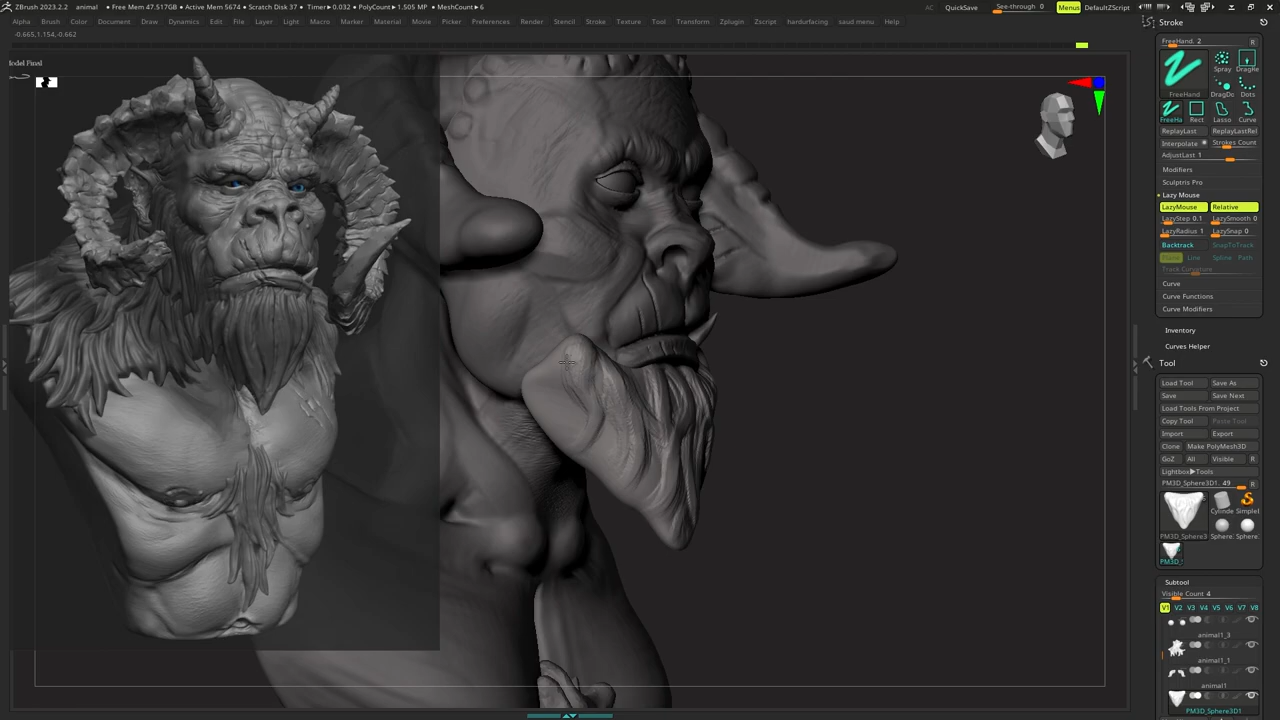 ZBrush 2023.2.2 animal • Free Mem 47.517GB • Active Mem 5674 • Scratch Disk 37 • Timer▸0.032 • PolyCount▸1.505 MP • MeshCount▸6 AC QuickSave See-through 0 Menus DefaultZScript
Alpha Brush Color Document Draw Dynamics Edit File Layer Light Macro Marker Material Movie Picker Preferences Render Stencil Stroke Texture Tool Transform Zplugin Zscript hardurfacing saud menu Help
-0.665,1.154,-0.662
Model Final
Stroke
FreeHand. 2 R
FreeHand
Spray DragRe
DragDo Dots
FreeHa Rect Lasso Curve
ReplayLast ReplayLastRel
Interpolate Strokes Count
AdjustLast 1
Modifiers
Sculptris Pro
Lazy Mouse
LazyMouse Relative
LazyStep 0.1 LazySmooth 0
LazyRadius 1 LazySnap 0
Backtrack SnapToTrack
Plane Line Spline Path
Track Curvature
Curve
Curve Functions
Curve Modifiers
Inventory
Curves Helper
Tool
Load Tool Save As
Save Save Next
Load Tools From Project
Copy Tool Paste Tool
Import Export
Clone Make PolyMesh3D
GoZ All Visible R
Lightbox▸Tools
PM3D_Sphere3D1. 49 R
PM3D_Sphere3
Cylinde SimpleB
Sphere Sphere
PM3D_S
Subtool
Visible Count 4
V1 V2 V3 V4 V5 V6 V7 V8
animal1_3
animal1_1
animal1
PM3D_Sphere3D1